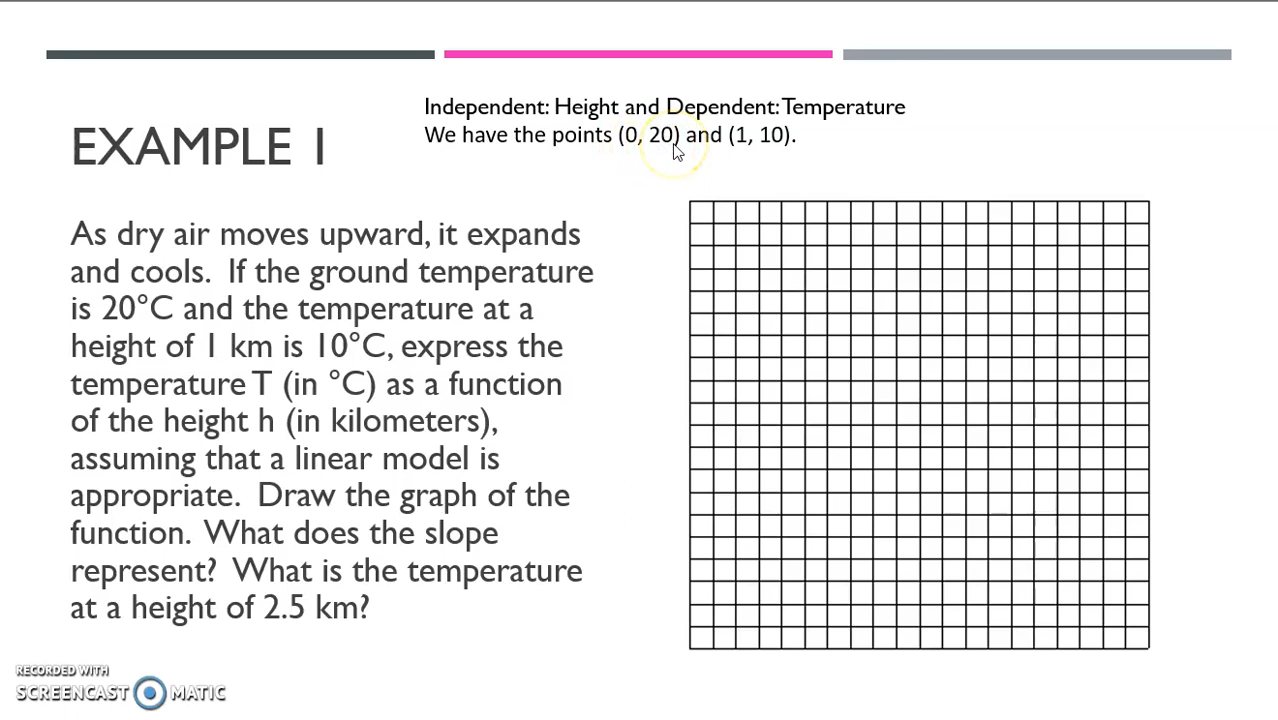 Independent: Height and Dependent: Temperature
We have the points (0, 20) and (1, 10).
EXAMPLE 1
As dry air moves upward, it expands
and cools. If the ground temperature
is 20°C and the temperature at a
height of 1 km is 10°C, express the
temperature T (in °C) as a function
of the height h (in kilometers),
assuming that a linear model is
appropriate. Draw the graph of the
function. What does the slope
represent? What is the temperature
at a height of 2.5 km?
RECORDED WITH
SCREENCAST MATIC